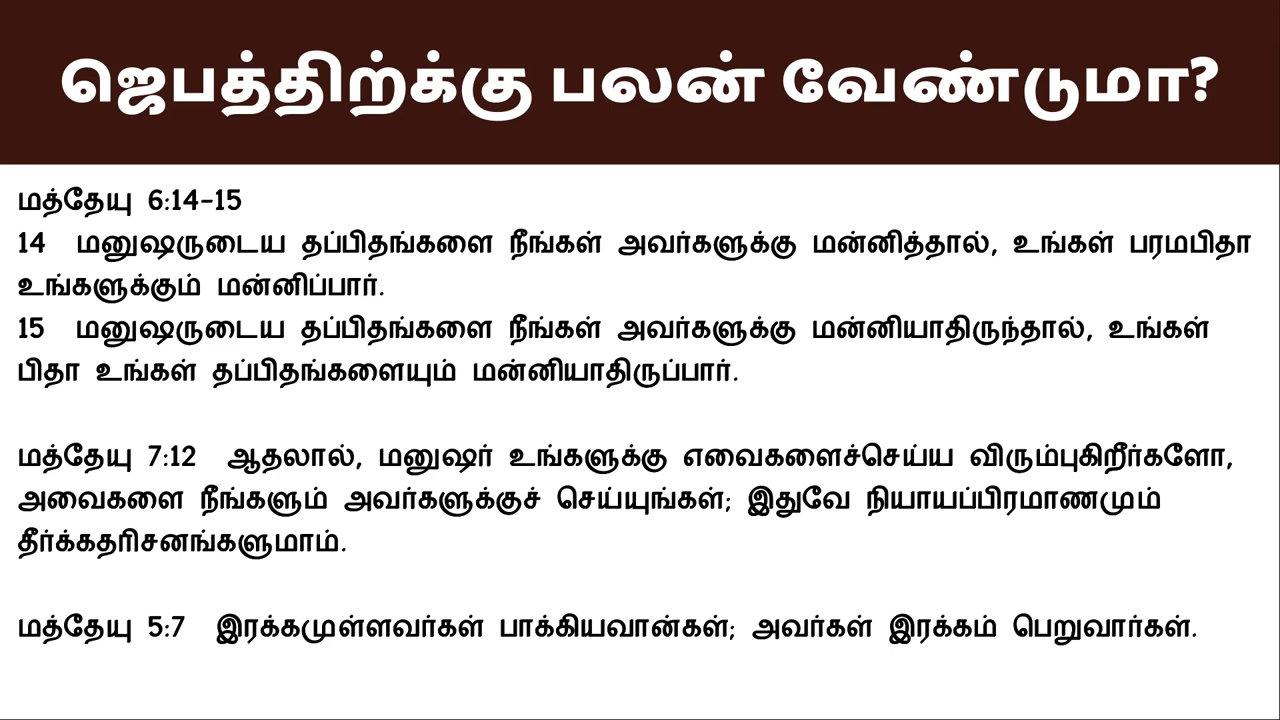 ஜெபத்திற்க்கு பலன் வேண்டுமா?
மத்தேயு 6:14-15
14 மனுஷருடைய தப்பிதங்களை நீங்கள் அவர்களுக்கு மன்னித்தால், உங்கள் பரமபிதா
உங்களுக்கும் மன்னிப்பார்.
15 மனுஷருடைய தப்பிதங்களை நீங்கள் அவர்களுக்கு மன்னியாதிருந்தால், உங்கள்
பிதா உங்கள் தப்பிதங்களையும் மன்னியாதிருப்பார்.
மத்தேயு 7:12 ஆதலால், மனுஷர் உங்களுக்கு எவைகளைச்செய்ய விரும்புகிறீர்களோ,
அவைகளை நீங்களும் அவர்களுக்குச் செய்யுங்கள்; இதுவே நியாயப்பிரமாணமும்
தீர்க்கதரிசனங்களுமாம்.
மத்தேயு 5:7 இரக்கமுள்ளவர்கள் பாக்கியவான்கள்; அவர்கள் இரக்கம் பெறுவார்கள்.